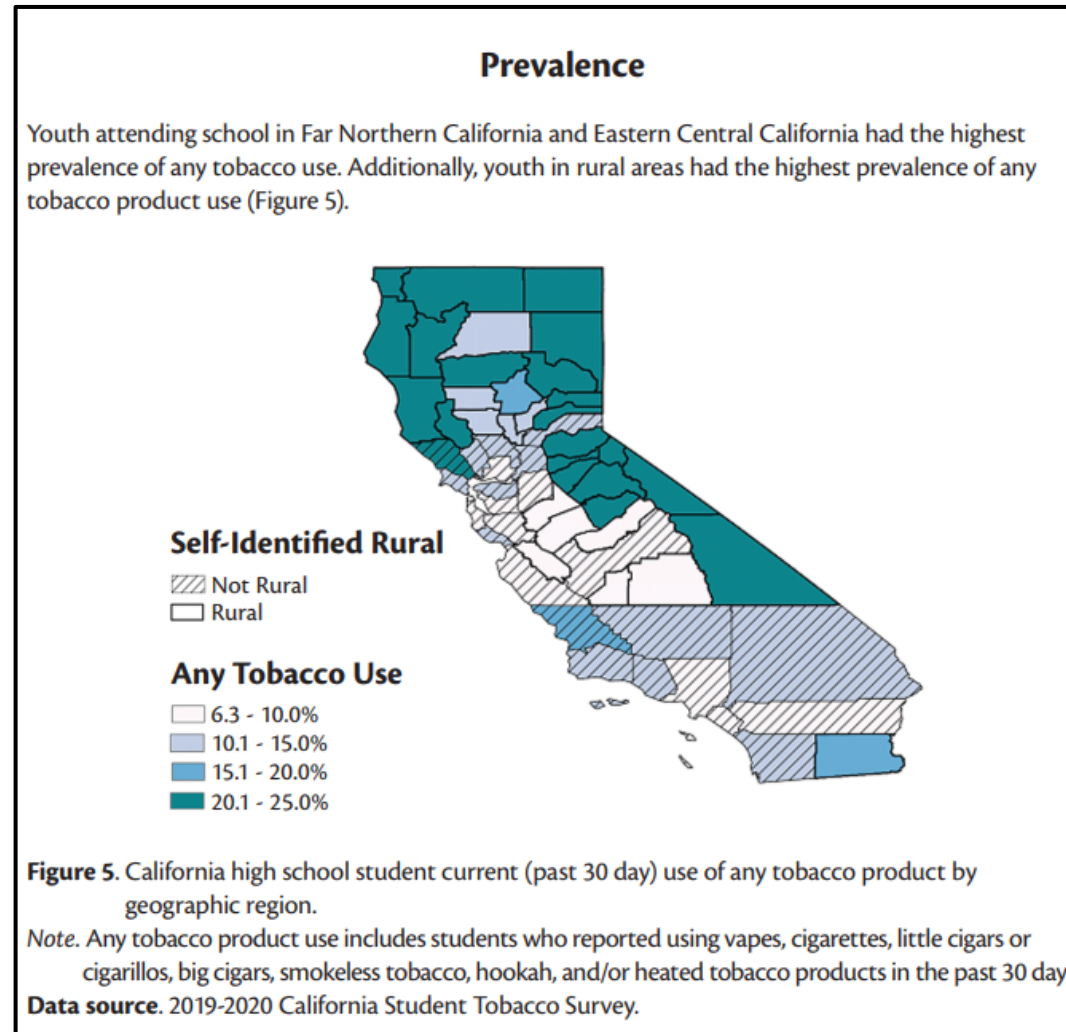 Prevalence
Youth attending school in Far Northern California and Eastern Central California had the highest
prevalence of any tobacco use. Additionally, youth in rural areas had the highest prevalence of any
tobacco product use (Figure 5).
Self-Identified Rural
Not Rural
Rural
Any Tobacco Use
6.3 - 10.0%
10.1 - 15.0%
15.1 - 20.0%
20.1 - 25.0%
Figure 5. California high school student current (past 30 day) use of any tobacco product by
geographic region.
Note. Any tobacco product use includes students who reported using vapes, cigarettes, little cigars or
cigarillos, big cigars, smokeless tobacco, hookah, and/or heated tobacco products in the past 30 day
Data source. 2019-2020 California Student Tobacco Survey.